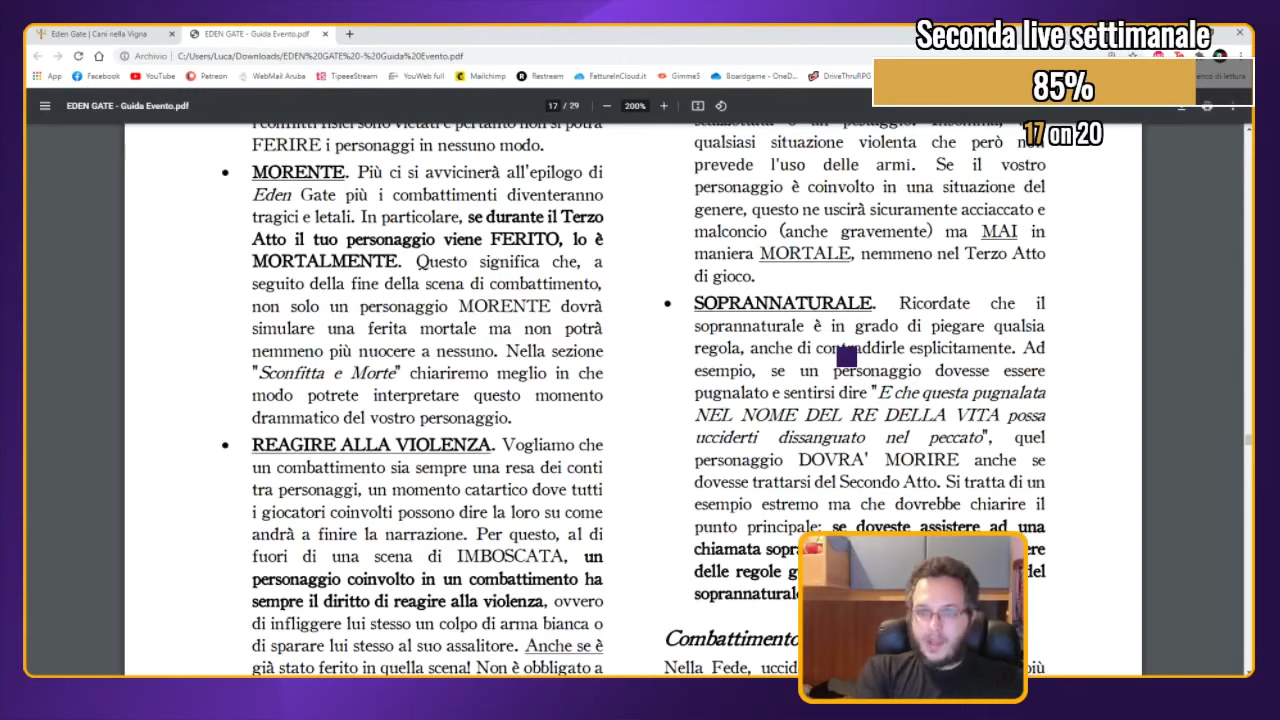 Seconda live settimanale
85%
17 on 20
Eden Gate | Cani nella Vigna
EDEN GATE - Guida Evento.pdf
Archivio
C:/Users/Luca/Downloads/EDEN%20GATE%20-%20Guida%20Evento.pdf
App
Facebook
YouTube
Patreon
WebMail Aruba
TipeeeStream
YouWeb full
Mailchimp
Restream
FattureInCloud.it
GimmeS
Boardgame - OneD...
DriveThruRPG
EDEN GATE - Guida Evento.pdf
17 / 29
200%
FERIRE i personaggi in nessuno modo.
MORENTE. Più ci si avvicinerà all'epilogo di
Eden Gate più i combattimenti diventeranno
tragici e letali. In particolare, se durante il Terzo
Atto il tuo personaggio viene FERITO, lo è
MORTALMENTE. Questo significa che, a
seguito della fine della scena di combattimento,
non solo un personaggio MORENTE dovrà
simulare una ferita mortale ma non potrà
nemmeno più nuocere a nessuno. Nella sezione
"Sconfitta e Morte" chiariremo meglio in che
modo potrete interpretare questo momento
drammatico del vostro personaggio.
REAGIRE ALLA VIOLENZA. Vogliamo che
un combattimento sia sempre una resa dei conti
tra personaggi, un momento catartico dove tutti
i giocatori coinvolti possono dire la loro su come
andrà a finire la narrazione. Per questo, al di
fuori di una scena di IMBOSCATA, un
personaggio coinvolto in un combattimento ha
sempre il diritto di reagire alla violenza, ovvero
di infliggere lui stesso un colpo di arma bianca o
di sparare lui stesso al suo assalitore. Anche se è
già stato ferito in quella scena! Non è obbligato a
qualsiasi situazione violenta che però non
prevede l'uso delle armi. Se il vostro
personaggio è coinvolto in una situazione del
genere, questo ne uscirà sicuramente acciaccato e
malconcio (anche gravemente) ma MAI in
maniera MORTALE, nemmeno nel Terzo Atto
di gioco.
SOPRANNATURALE. Ricordate che il
soprannaturale è in grado di piegare qualsia
regola, anche di contraddirle esplicitamente. Ad
esempio, se un personaggio dovesse essere
pugnalato e sentirsi dire "E che questa pugnalata
NEL NOME DEL RE DELLA VITA possa
ucciderti dissanguato nel peccato", quel
personaggio DOVRA' MORIRE anche se
dovesse trattarsi del Secondo Atto. Si tratta di un
esempio estremo ma che dovrebbe chiarire il
punto principale: se doveste assistere ad una
chiamata
delle regole
soprannatural
Combattimento
Nella Fede,